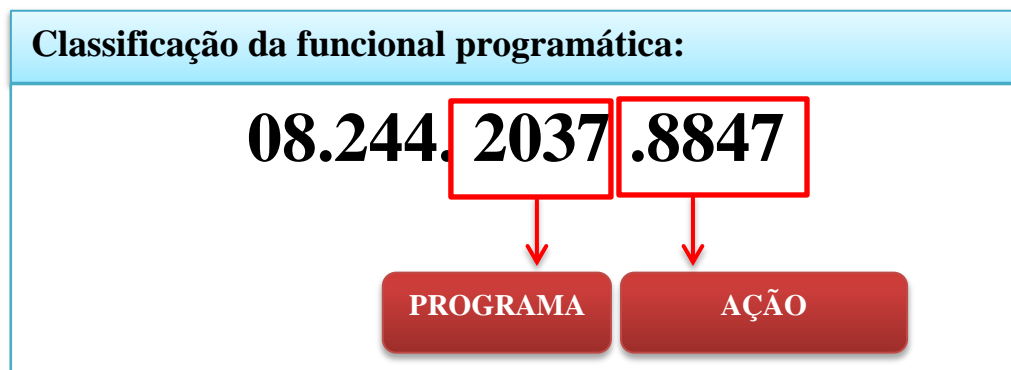 Classificação da funcional programática:
08.244. 2037 .8847
PROGRAMA AÇÃO